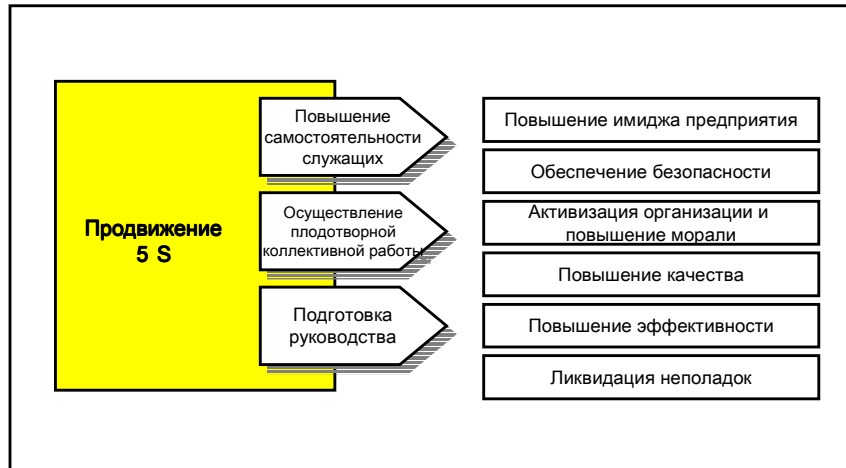 Продвижение
5 S
Повышение
самостоятельности
служащих
Осуществление
плодотворной
коллективной работы
Подготовка
руководства
Повышение имиджа предприятия
Обеспечение безопасности
Активизация организации и
повышение морали
Повышение качества
Повышение эффективности
Ликвидация неполадок